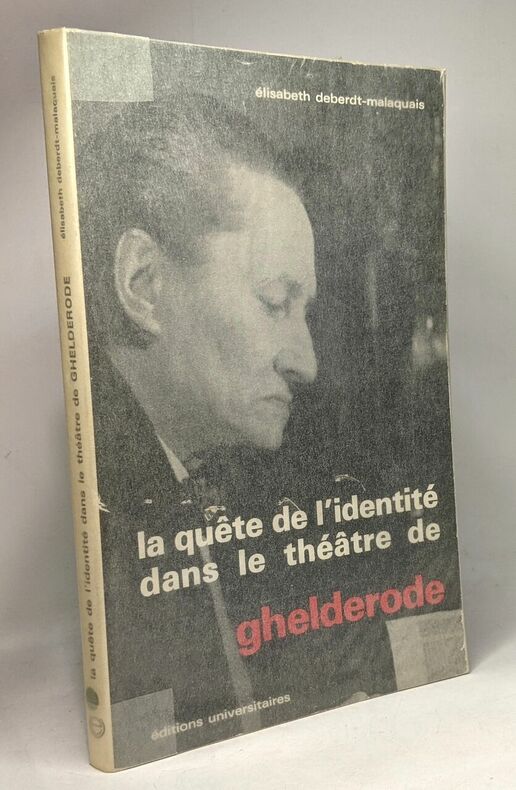 élisabeth deberdt-malaquais
la quête de l'identité
dans le théâtre de
ghelderode
éditions universitaires
élisabeth deberdt-malaquais
la quête de l'identité dans le théâtre de GHELDERODE